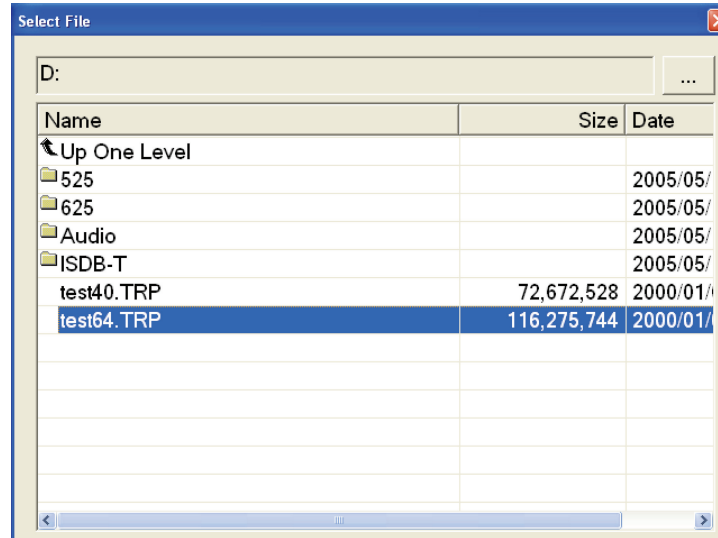 Select File
D:
...
Name Size Date
Up One Level
525 2005/05/
625 2005/05/
Audio 2005/05/
ISDB-T 2005/05/
test40.TRP 72,672,528 2000/01/
test64.TRP 116,275,744 2000/01/